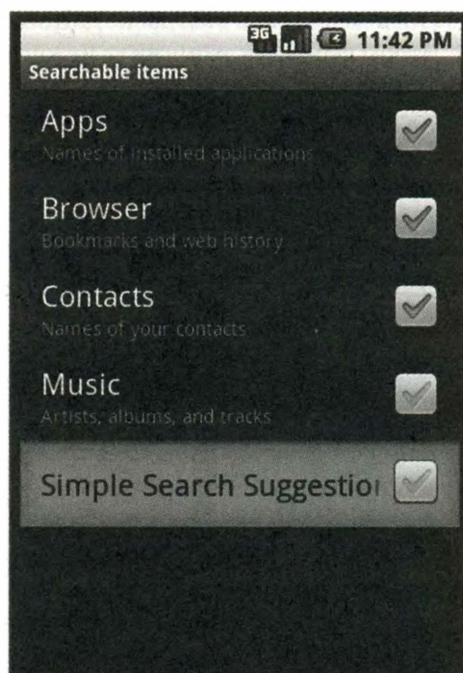 3G 11:42 PM
Searchable items
Apps
Names of installed applications
Browser
Bookmarks and web history
Contacts
Names of your contacts
Music
Artists, albums, and tracks
Simple Search Suggestion